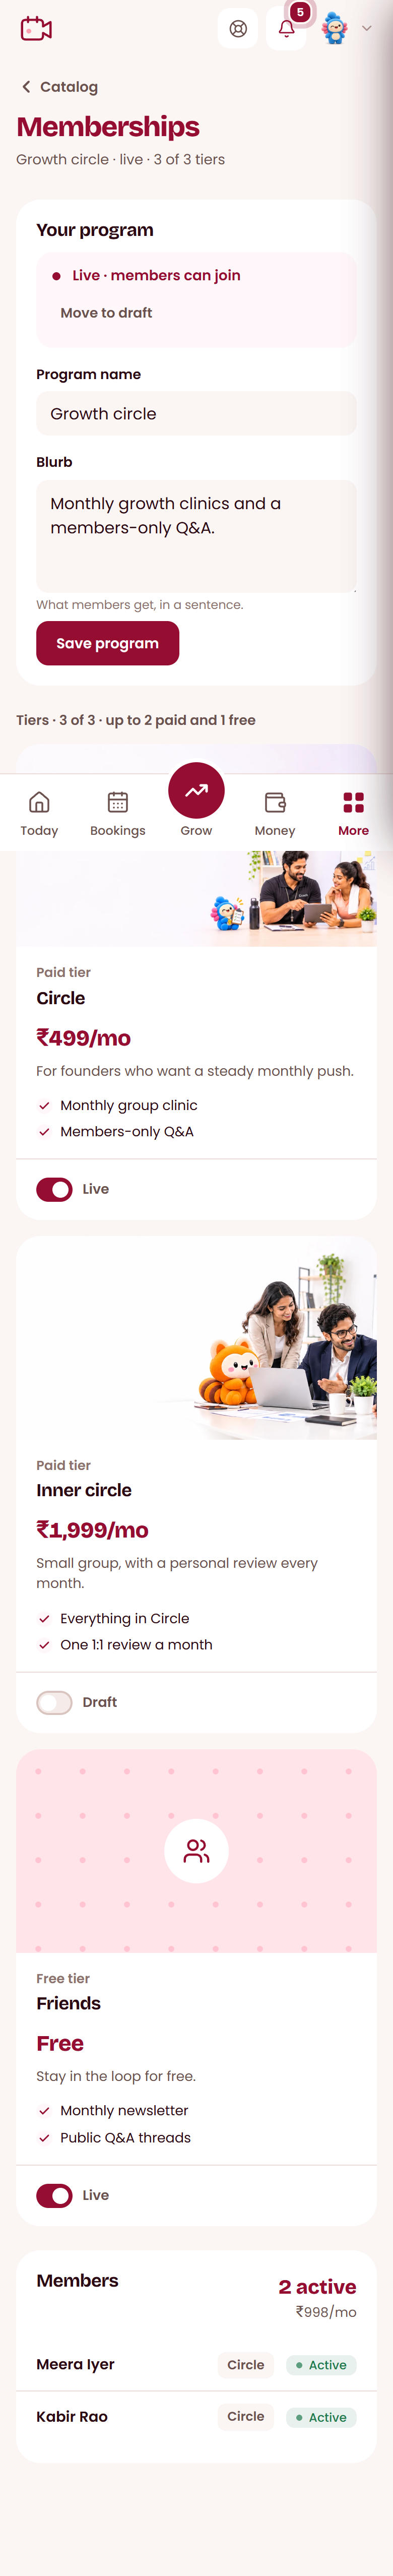 5
Catalog
Memberships
Growth circle · live · 3 of 3 tiers
Your program
Live · members can join
Move to draft
Program name
Growth circle
Blurb
Monthly growth clinics and a
members-only Q&A.
What members get, in a sentence.
Save program
Tiers · 3 of 3 · up to 2 paid and 1 free
Today
Bookings
Grow
Money
More
Paid tier
Circle
₹499/mo
For founders who want a steady monthly push.
Monthly group clinic
Members-only Q&A
Live
Paid tier
Inner circle
₹1,999/mo
Small group, with a personal review every
month.
Everything in Circle
One 1:1 review a month
Draft
Free tier
Friends
Free
Stay in the loop for free.
Monthly newsletter
Public Q&A threads
Live
Members
2 active
₹998/mo
Meera Iyer Circle Active
Kabir Rao Circle Active